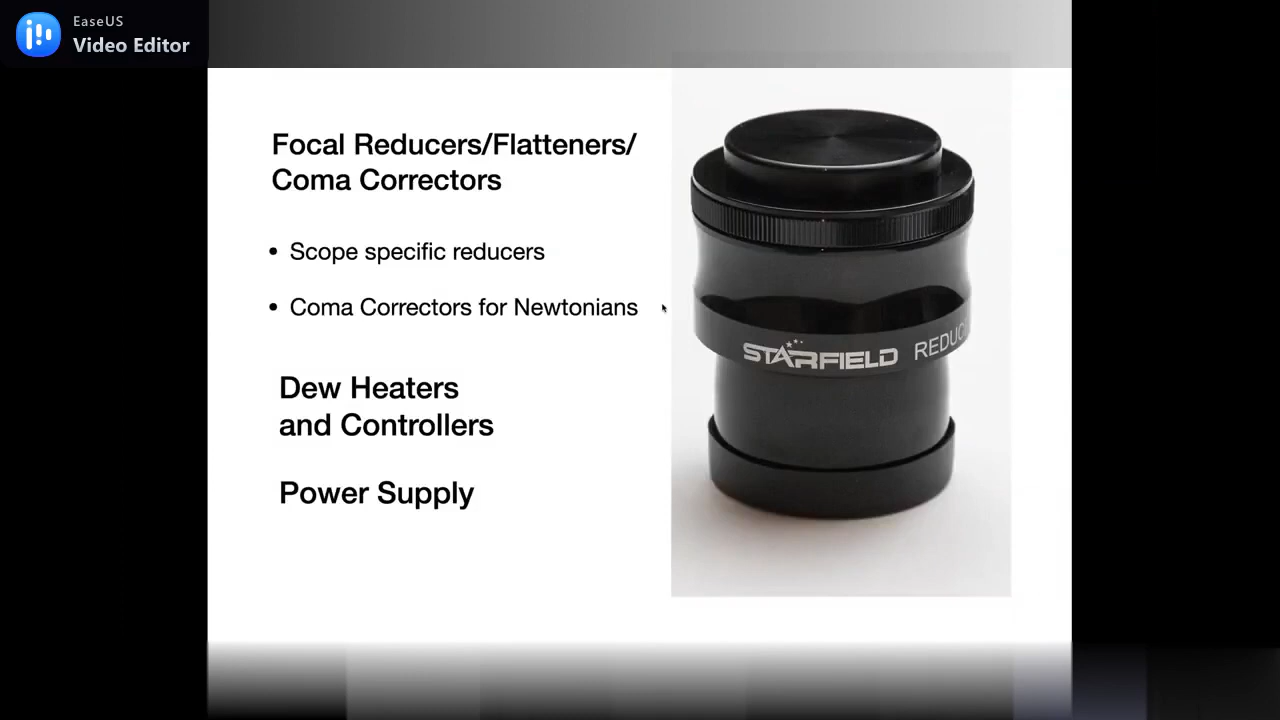 EaseUS
Video Editor
Focal Reducers/Flatteners/
Coma Correctors
• Scope specific reducers
• Coma Correctors for Newtonians
Dew Heaters
and Controllers
Power Supply
STARFIELD